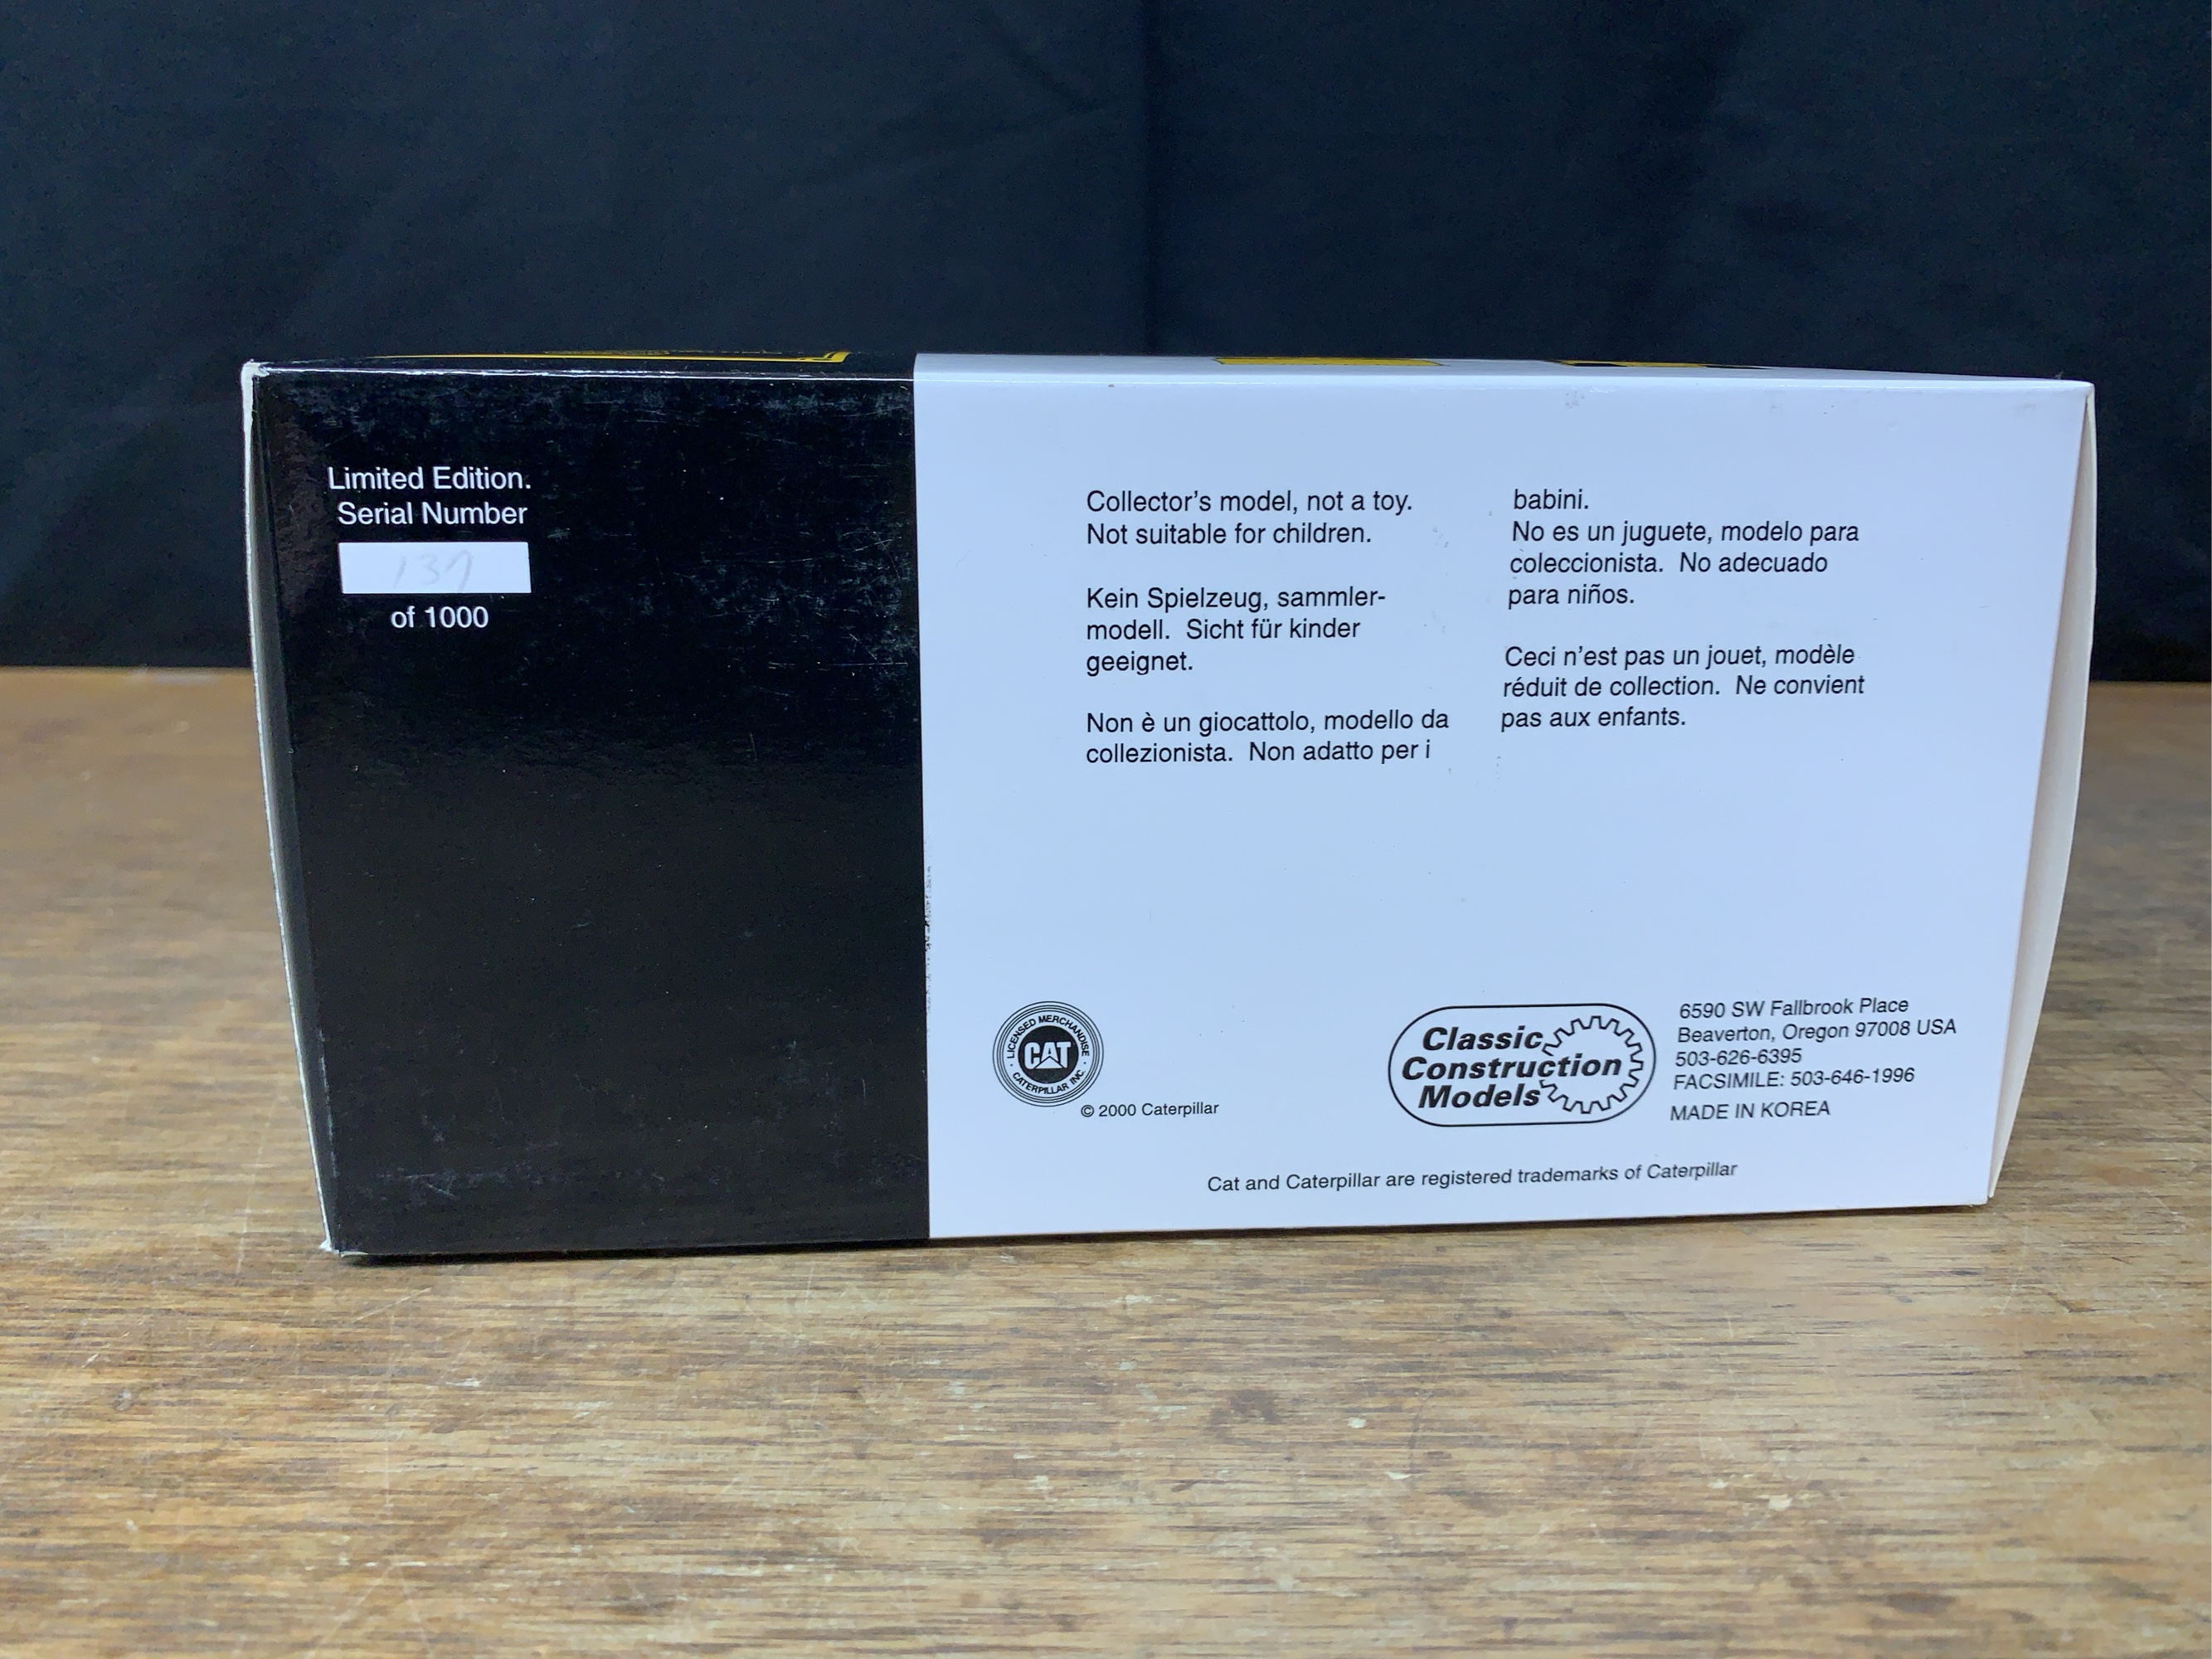 Limited Edition.
Serial Number
137
of 1000
Collector's model, not a toy.
Not suitable for children.
Kein Spielzeug, sammler-
modell. Sicht für kinder
geeignet.
Non è un giocattolo, modello da
collezionista. Non adatto per i
babini.
No es un juguete, modelo para
coleccionista. No adecuado
para niños.
Ceci n'est pas un jouet, modèle
réduit de collection. Ne convient
pas aux enfants.
LICENSED MERCHANDISE
CAT
CATERPILLAR INC.
© 2000 Caterpillar
Classic
Construction
Models
6590 SW Fallbrook Place
Beaverton, Oregon 97008 USA
503-626-6395
FACSIMILE: 503-646-1996
MADE IN KOREA
Cat and Caterpillar are registered trademarks of Caterpillar